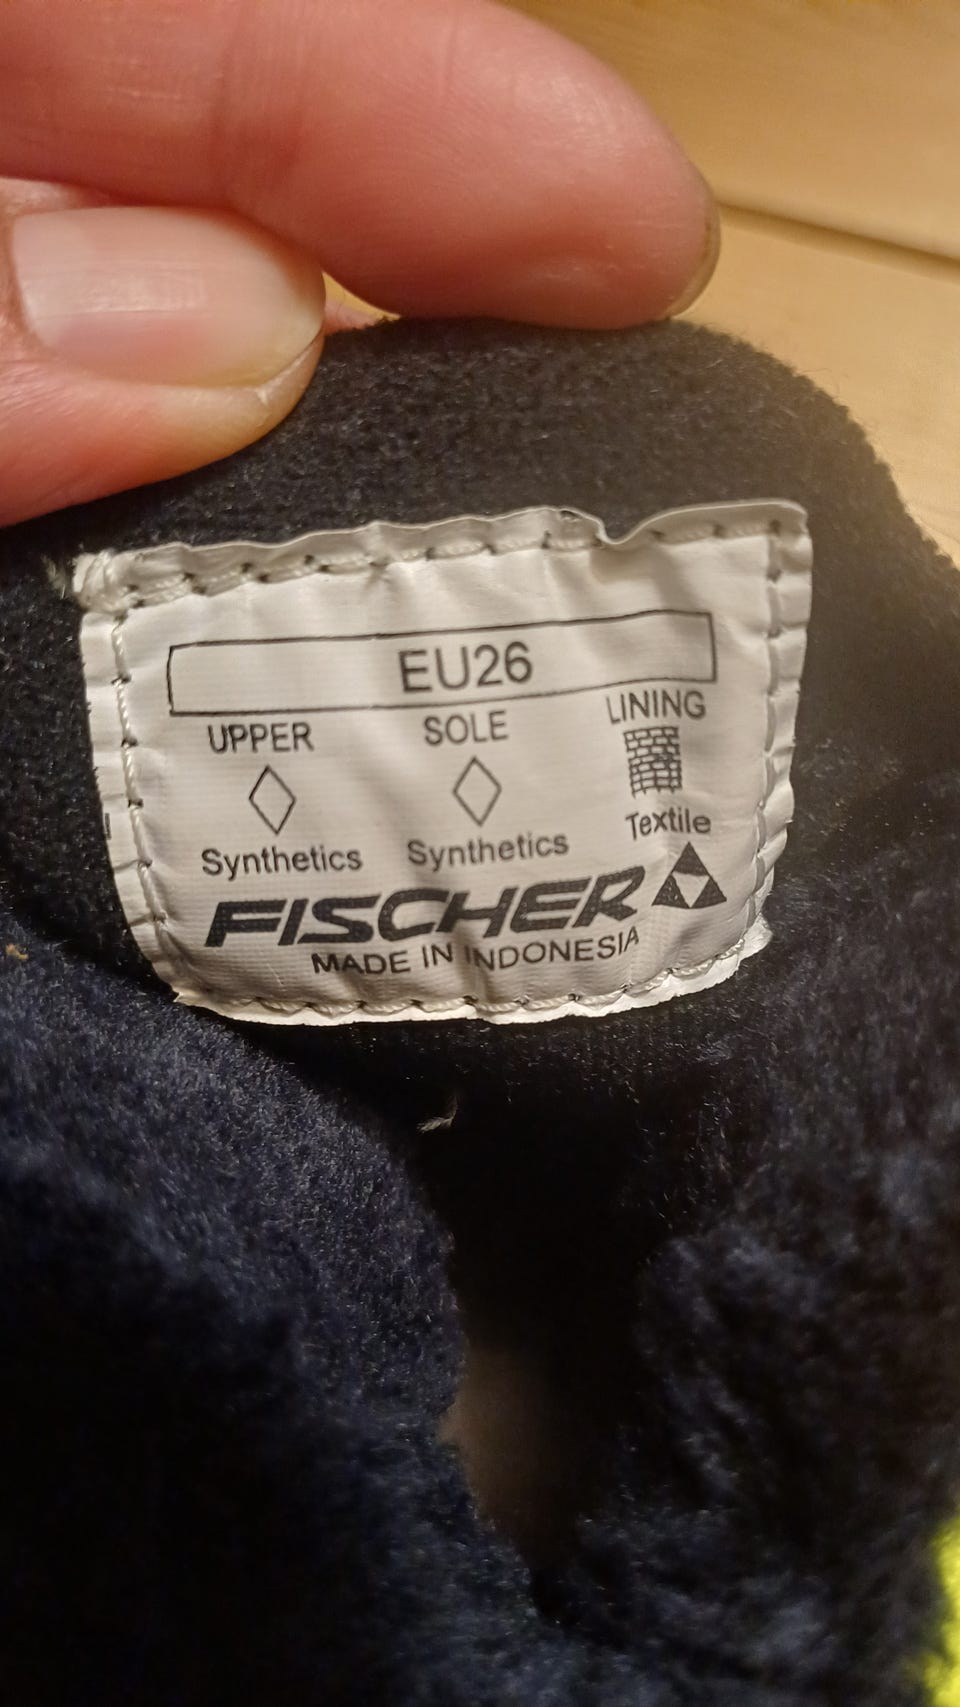 EU26
UPPER SOLE LINING
Synthetics Synthetics Textile
FISCHER
MADE IN INDONESIA